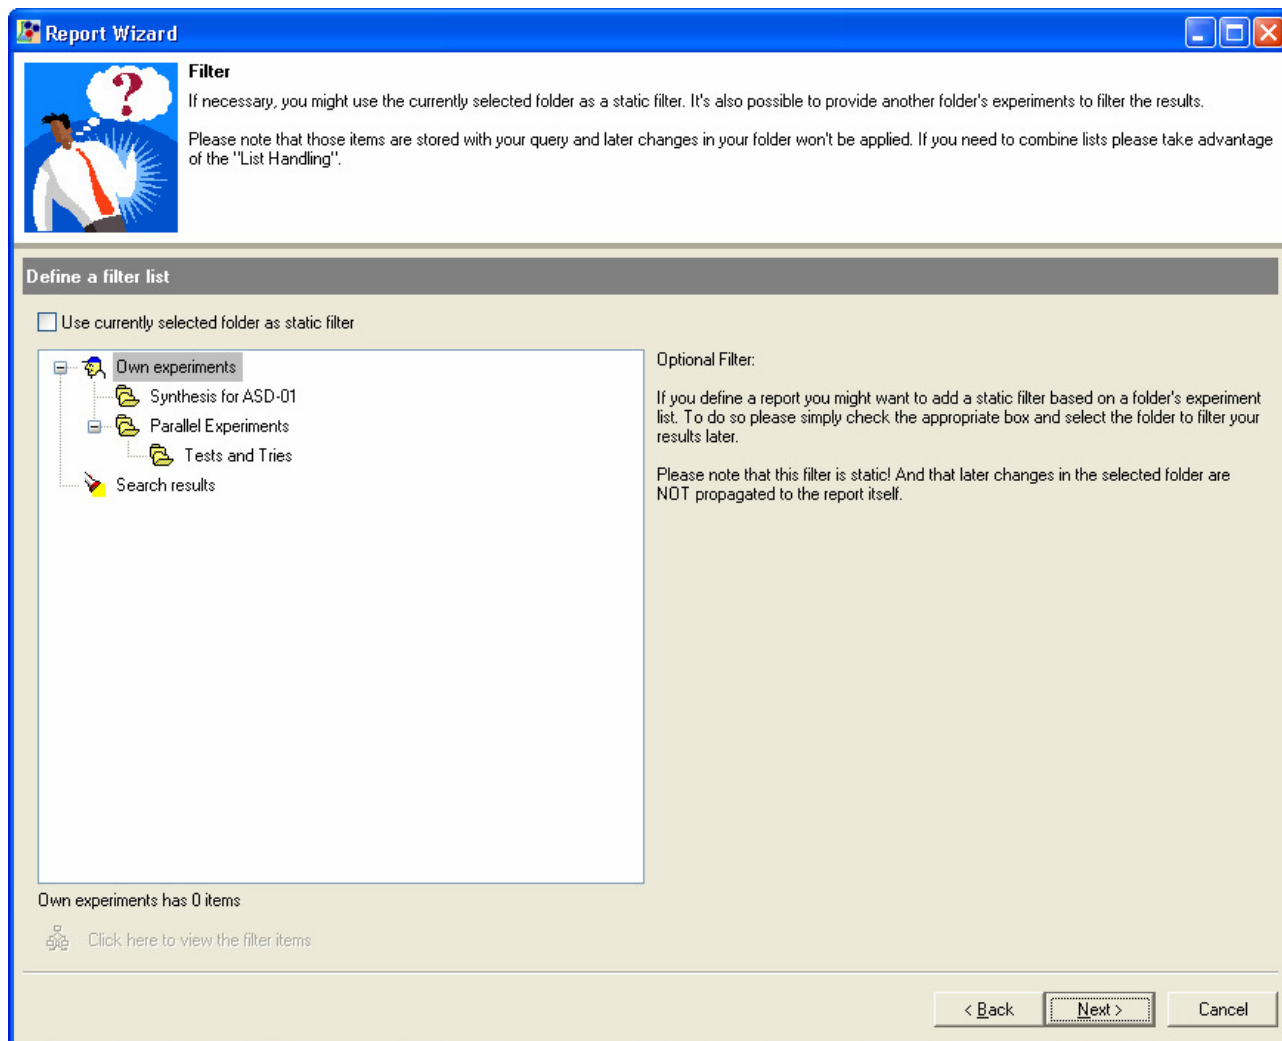 Report Wizard
Filter
If necessary, you might use the currently selected folder as a static filter. It's also possible to provide another folder's experiments to filter the results.
Please note that those items are stored with your query and later changes in your folder won't be applied. If you need to combine lists please take advantage
of the "List Handling".
Define a filter list
Use currently selected folder as static filter
Own experiments
Synthesis for ASD-01
Parallel Experiments
Tests and Tries
Search results
Optional Filter:
If you define a report you might want to add a static filter based on a folder's experiment
list. To do so please simply check the appropriate box and select the folder to filter your
results later.
Please note that this filter is static! And that later changes in the selected folder are
NOT propagated to the report itself.
Own experiments has 0 items
Click here to view the filter items
< Back
Next >
Cancel